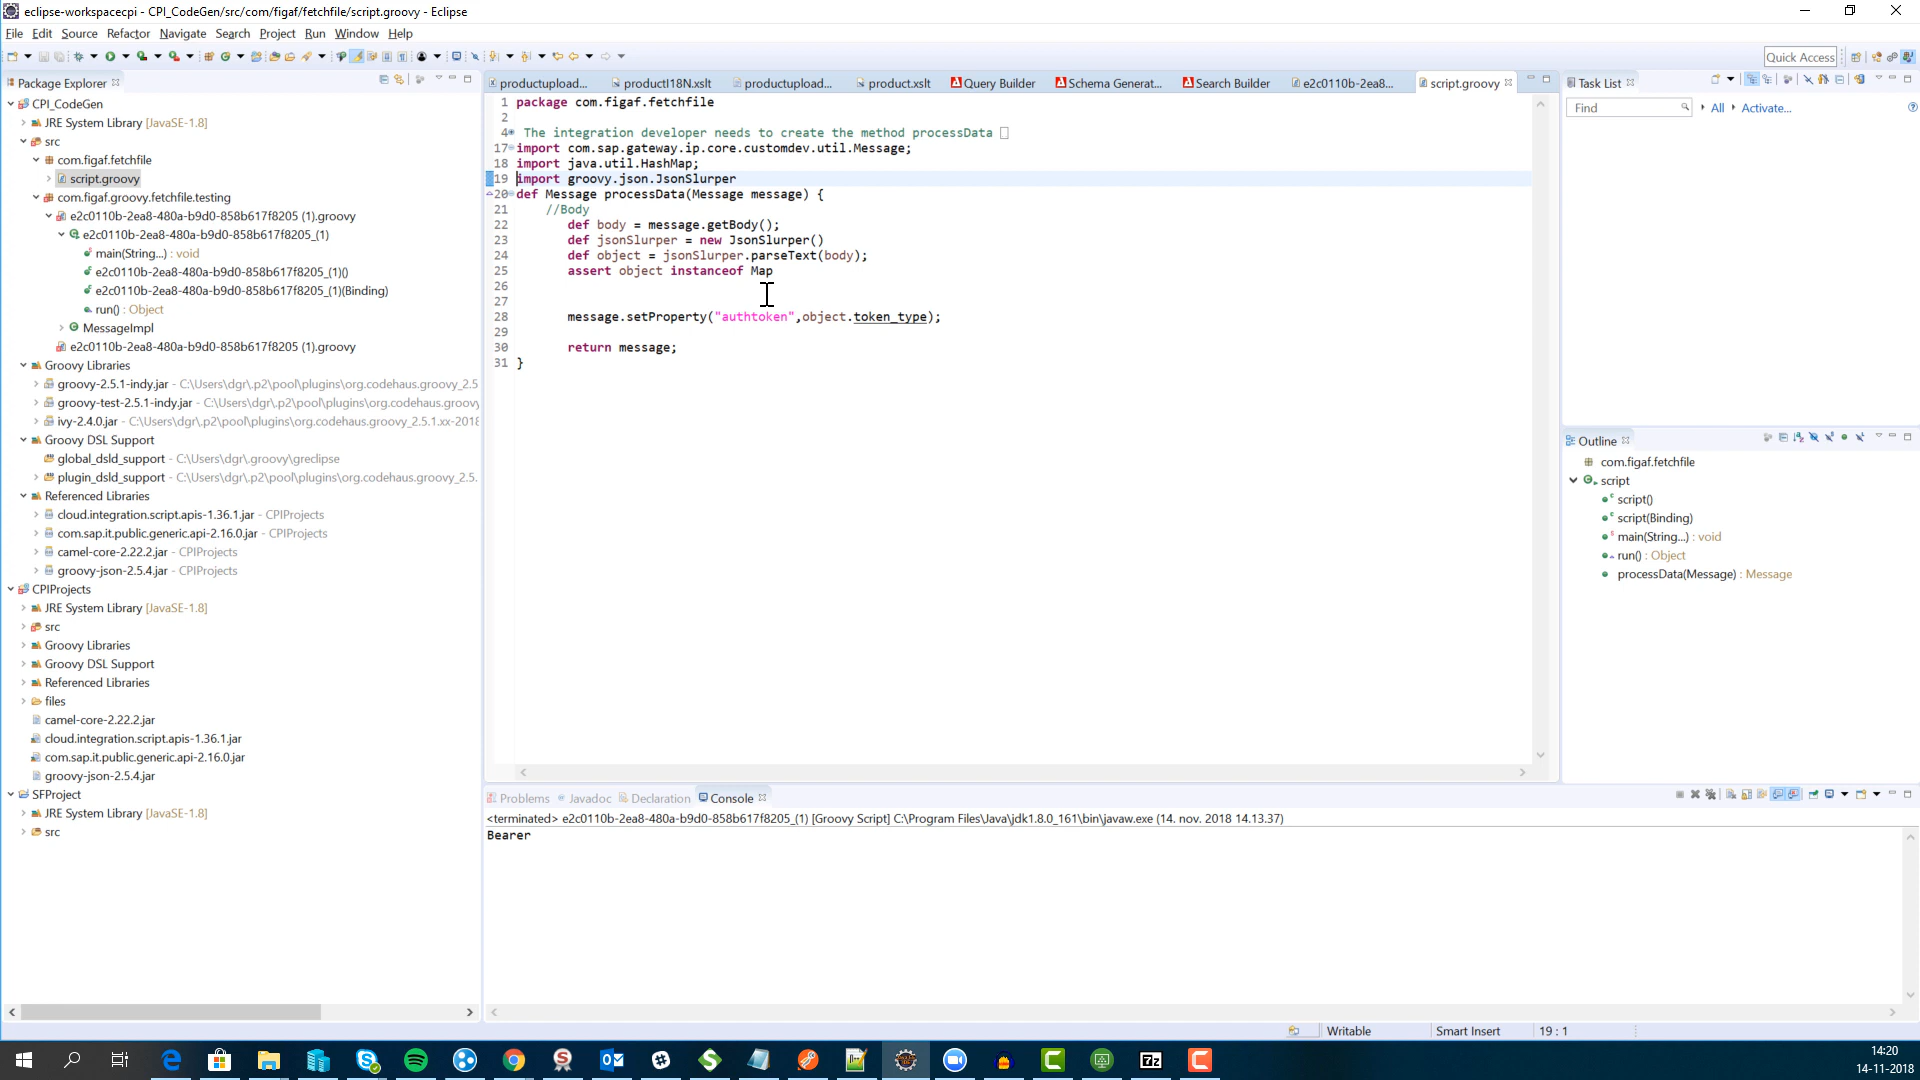 eclipse-workspacecpi - CPI_CodeGen/src/com/figaf/fetchfile/script.groovy - Eclipse
File Edit Source Refactor Navigate Search Project Run Window Help
Quick Access
Package Explorer
CPI_CodeGen
JRE System Library [JavaSE-1.8]
src
com.figaf.fetchfile
script.groovy
com.figaf.groovy.fetchfile.testing
e2c0110b-2ea8-480a-b9d0-858b617f8205 (1).groovy
e2c0110b-2ea8-480a-b9d0-858b617f8205_(1)
main(String...) : void
e2c0110b-2ea8-480a-b9d0-858b617f8205_(1)()
e2c0110b-2ea8-480a-b9d0-858b617f8205_(1)(Binding)
run() : Object
MessageImpl
e2c0110b-2ea8-480a-b9d0-858b617f8205 (1).groovy
Groovy Libraries
groovy-2.5.1-indy.jar - C:\Users\dgr\.p2\pool\plugins\org.codehaus.groovy_2.5
groovy-test-2.5.1-indy.jar - C:\Users\dgr\.p2\pool\plugins\org.codehaus.groovy_
ivy-2.4.0.jar - C:\Users\dgr\.p2\pool\plugins\org.codehaus.groovy_2.5.1.xx-2018
Groovy DSL Support
global_dsld_support - C:\Users\dgr\.groovy\greclipse
plugin_dsld_support - C:\Users\dgr\.p2\pool\plugins\org.codehaus.groovy_2.5.
Referenced Libraries
cloud.integration.script.apis-1.36.1.jar - CPIProjects
com.sap.it.public.generic.api-2.16.0.jar - CPIProjects
camel-core-2.22.2.jar - CPIProjects
groovy-json-2.5.4.jar - CPIProjects
CPIProjects
JRE System Library [JavaSE-1.8]
src
Groovy Libraries
Groovy DSL Support
Referenced Libraries
files
camel-core-2.22.2.jar
cloud.integration.script.apis-1.36.1.jar
com.sap.it.public.generic.api-2.16.0.jar
groovy-json-2.5.4.jar
SFProject
JRE System Library [JavaSE-1.8]
src
productupload... productI18N.xslt productupload... product.xslt Query Builder Schema Generat... Search Builder e2c0110b-2ea8... script.groovy
1 package com.figaf.fetchfile
2
4 The integration developer needs to create the method processData
17 import com.sap.gateway.ip.core.customdev.util.Message;
18 import java.util.HashMap;
19 import groovy.json.JsonSlurper
20 def Message processData(Message message) {
21 //Body
22 def body = message.getBody();
23 def jsonSlurper = new JsonSlurper()
24 def object = jsonSlurper.parseText(body);
25 assert object instanceof Map
26
27
28 message.setProperty("authtoken",object.token_type);
29
30 return message;
31 }
Problems Javadoc Declaration Console
<terminated> e2c0110b-2ea8-480a-b9d0-858b617f8205_(1) [Groovy Script] C:\Program Files\Java\jdk1.8.0_161\bin\javaw.exe (14. nov. 2018 14.13.37)
Bearer
Task List
Find All Activate...
Outline
com.figaf.fetchfile
script
script()
script(Binding)
main(String...) : void
run() : Object
processData(Message) : Message
Writable Smart Insert 19 : 1
7z
14:20
14-11-2018